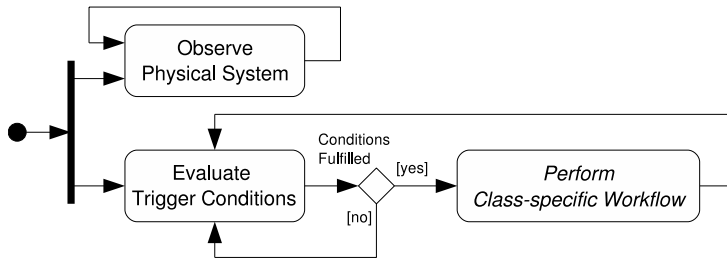 Observe
Physical System
Conditions
Fulfilled
Evaluate
Trigger Conditions
[yes]
[no]
Perform
Class-specific Workflow